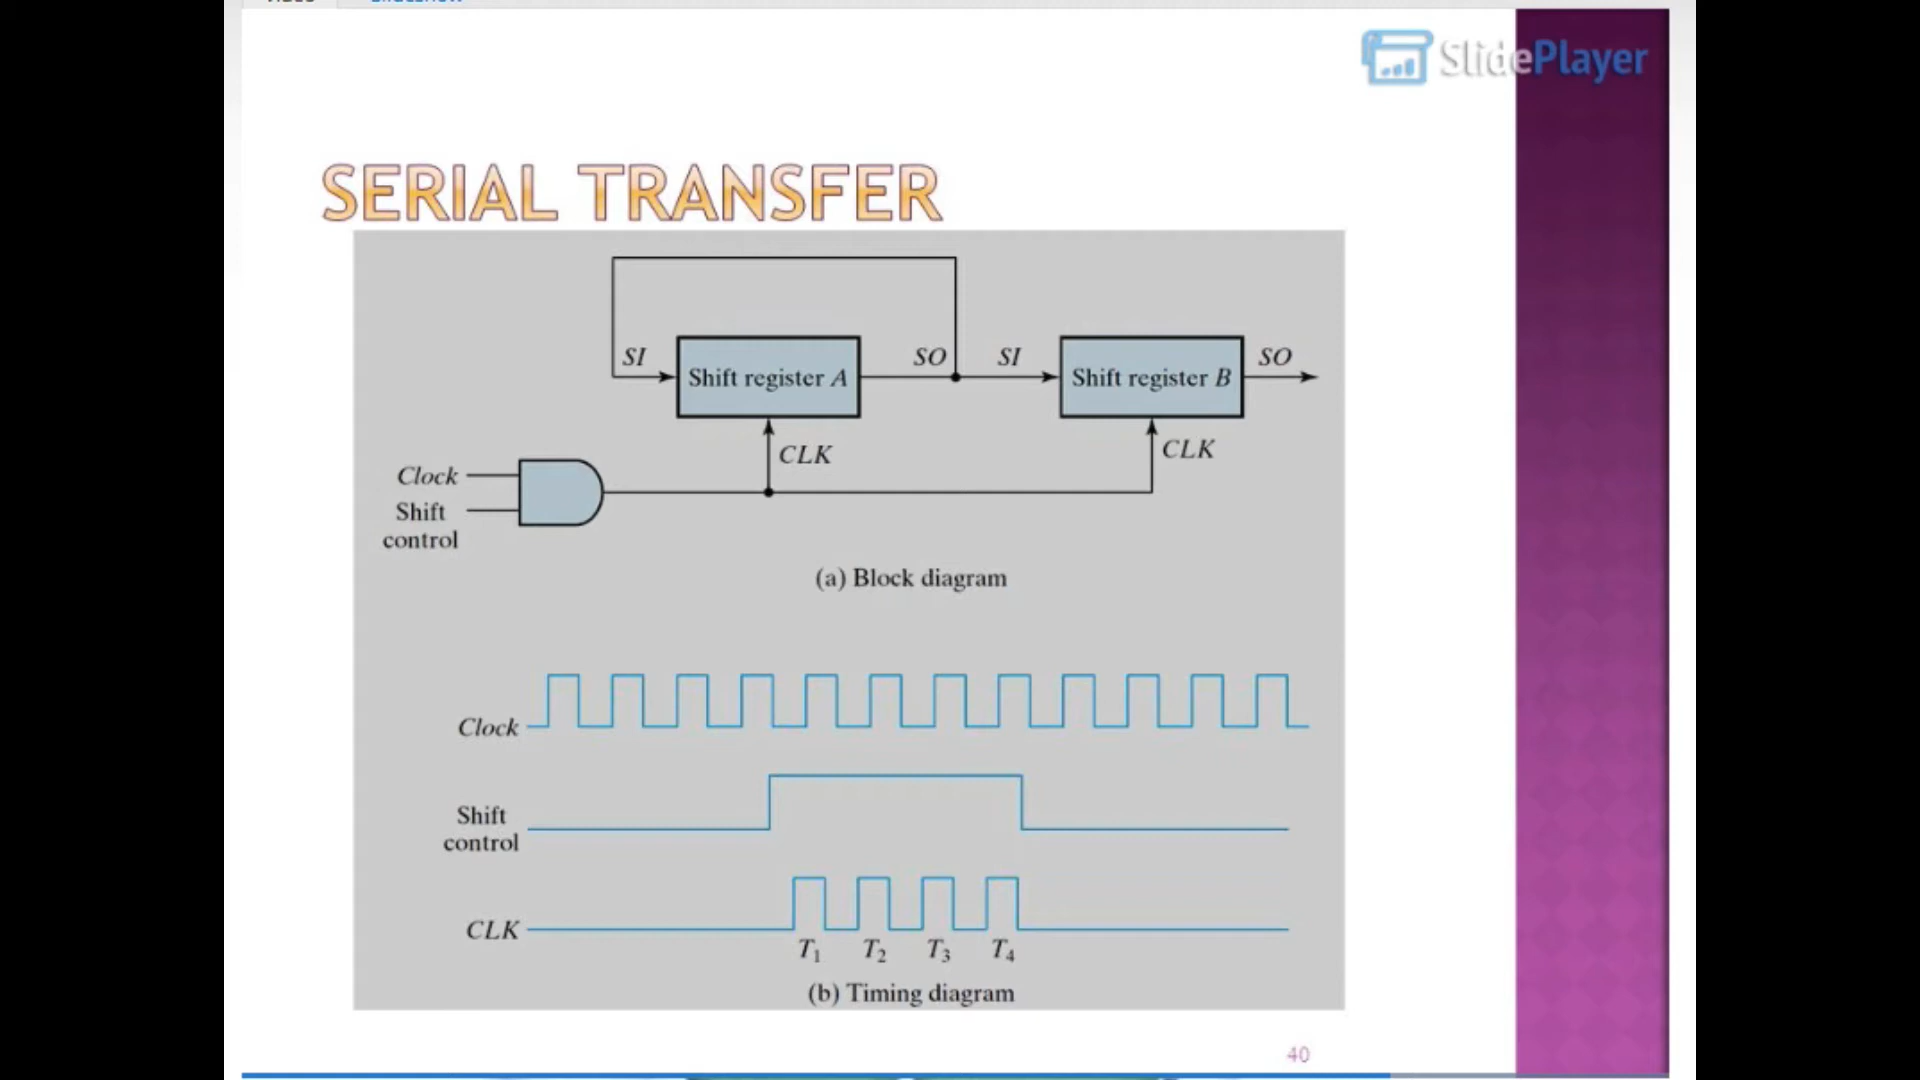 SlidePlayer
SERIAL TRANSFER
SI
Shift register A
SO
SI
Shift register B
SO
CLK
CLK
Clock
Shift
control
(a) Block diagram
Clock
Shift
control
CLK
T1 T2 T3 T4
(b) Timing diagram
40